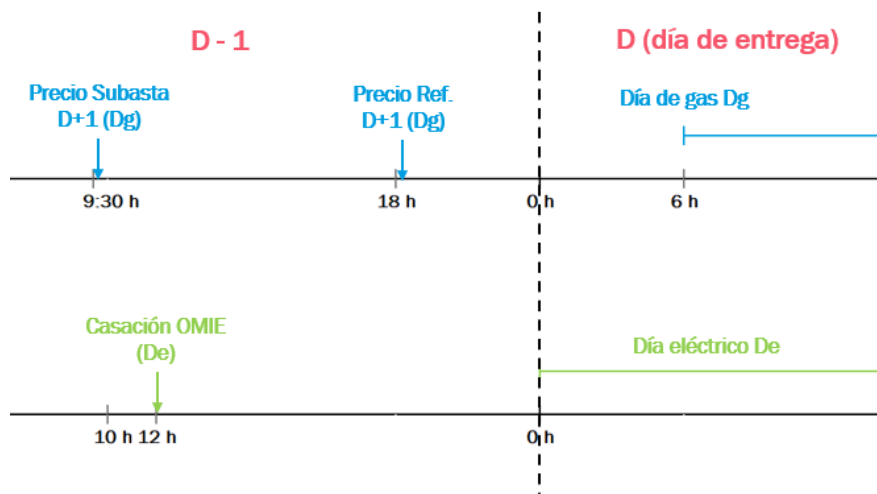 D - 1
D (día de entrega)
Precio Subasta
D+1 (Dg)
Precio Ref.
D+1 (Dg)
Día de gas Dg
9:30 h
18 h
0 h
6 h
Casación OMIE
(De)
Día eléctrico De
10 h 12 h
0 h